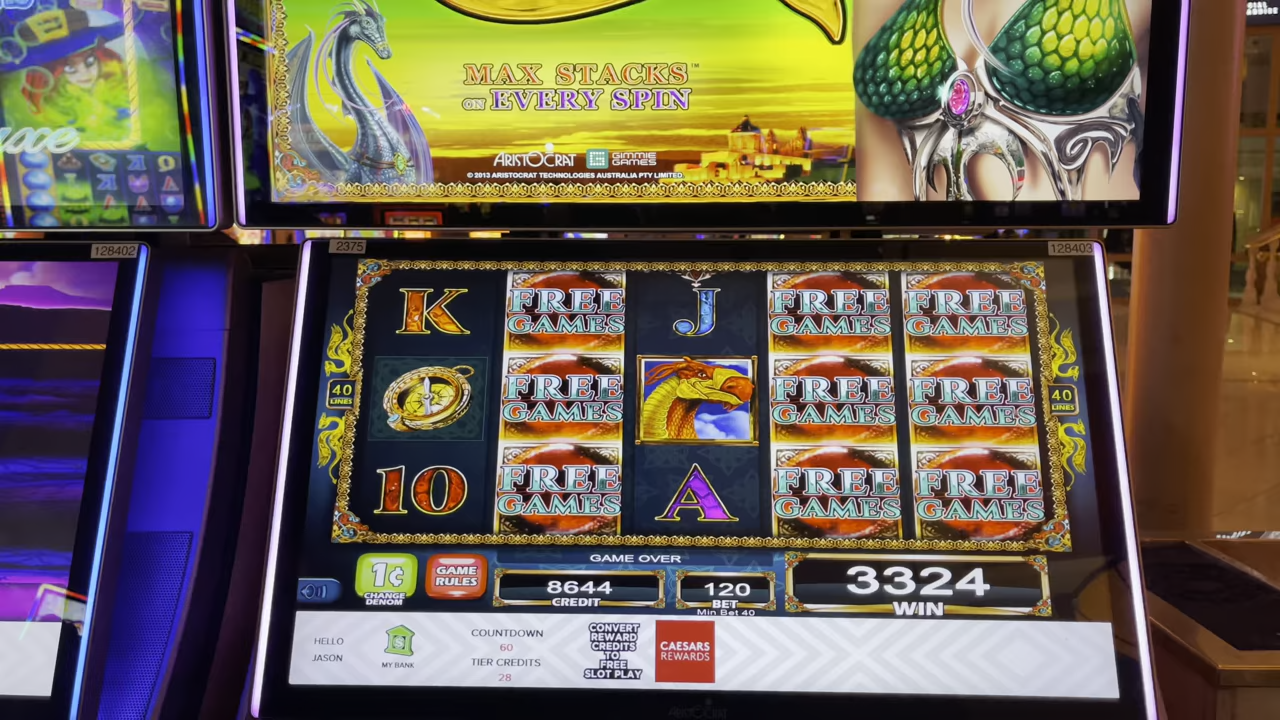 MAX STACKS™
ON EVERY SPIN
ARISTOCRAT GIMMIE GAMES
© 2013 ARISTOCRAT TECHNOLOGIES AUSTRALIA PTY LIMITED
128402
2375
128403
K
FREE GAMES
J
FREE GAMES
FREE GAMES
40 LINES
FREE GAMES
FREE GAMES
FREE GAMES
40 LINES
10
FREE GAMES
A
FREE GAMES
FREE GAMES
GAME OVER
1¢
CHANGE DENOM
GAME RULES
8644
CREDIT
120
BET
Min Bet 40
3324
WIN
HELLO
JASON
MY BANK
COUNTDOWN
60
TIER CREDITS
28
CONVERT
REWARD
CREDITS
TO
FREE
SLOT PLAY
CAESARS
REWARDS
ARISTOCRAT